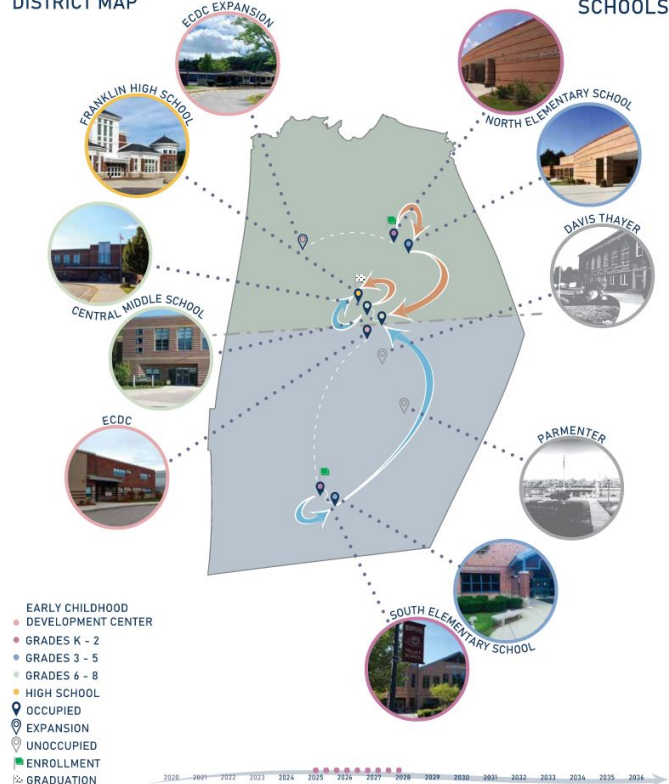 DISTRICT MAP
SCHOOLS
ECDC EXPANSION
FRANKLIN HIGH SCHOOL
NORTH ELEMENTARY SCHOOL
DAVIS THAYER
CENTRAL MIDDLE SCHOOL
ECDC
PARMENTER
SOUTH ELEMENTARY SCHOOL
EARLY CHILDHOOD
DEVELOPMENT CENTER
GRADES K - 2
GRADES 3 - 5
GRADES 6 - 8
HIGH SCHOOL
OCCUPIED
EXPANSION
UNOCCUPIED
ENROLLMENT
GRADUATION
2020 2021 2022 2023 2024 2025 2026 2027 2028 2029 2030 2031 2032 2033 2034 2035 2036